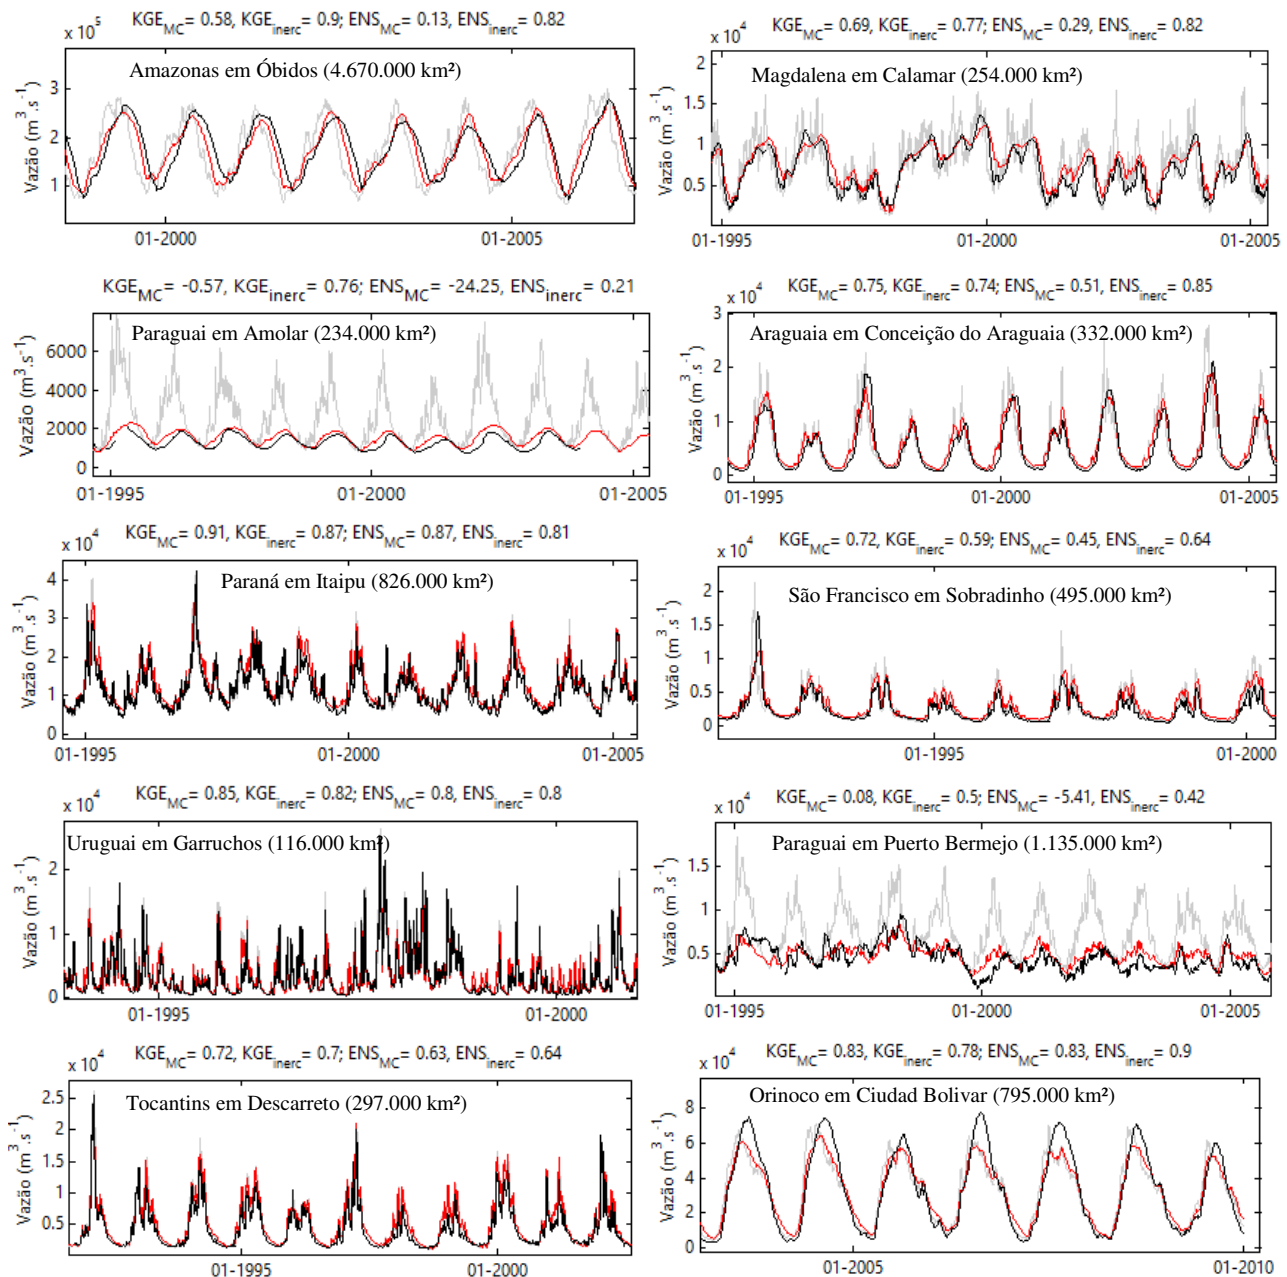 KGE_MC= 0.58, KGE_inerc= 0.9; ENS_MC= 0.13, ENS_inerc= 0.82
x 10^5
Amazonas em Óbidos (4.670.000 km²)
Vazão (m^3.s^-1)
3
2
1
01-2000 01-2005
KGE_MC= 0.69, KGE_inerc= 0.77; ENS_MC= 0.29, ENS_inerc= 0.82
x 10^4
Magdalena em Calamar (254.000 km²)
Vazão (m^3.s^-1)
2
1.5
1
0.5
01-1995 01-2000 01-2005
KGE_MC= -0.57, KGE_inerc= 0.76; ENS_MC= -24.25, ENS_inerc= 0.21
Paraguai em Amolar (234.000 km²)
Vazão (m^3.s^-1)
6000
4000
2000
0
01-1995 01-2000 01-2005
KGE_MC= 0.75, KGE_inerc= 0.74; ENS_MC= 0.51, ENS_inerc= 0.85
x 10^4
Araguaia em Conceição do Araguaia (332.000 km²)
Vazão (m^3.s^-1)
3
2
1
0
01-1995 01-2000 01-2005
KGE_MC= 0.91, KGE_inerc= 0.87; ENS_MC= 0.87, ENS_inerc= 0.81
x 10^4
Paraná em Itaipu (826.000 km²)
Vazão (m^3.s^-1)
4
3
2
1
0
01-1995 01-2000 01-2005
KGE_MC= 0.72, KGE_inerc= 0.59; ENS_MC= 0.45, ENS_inerc= 0.64
x 10^4
São Francisco em Sobradinho (495.000 km²)
Vazão (m^3.s^-1)
2
1.5
1
0.5
0
01-1995 01-2000
KGE_MC= 0.85, KGE_inerc= 0.82; ENS_MC= 0.8, ENS_inerc= 0.8
x 10^4
Uruguai em Garruchos (116.000 km²)
Vazão (m^3.s^-1)
2
1
0
01-1995 01-2000
KGE_MC= 0.08, KGE_inerc= 0.5; ENS_MC= -5.41, ENS_inerc= 0.42
x 10^4
Paraguai em Puerto Bermejo (1.135.000 km²)
Vazão (m^3.s^-1)
1.5
1
0.5
01-1995 01-2000 01-2005
KGE_MC= 0.72, KGE_inerc= 0.7; ENS_MC= 0.63, ENS_inerc= 0.64
x 10^4
Tocantins em Descarreto (297.000 km²)
Vazão (m^3.s^-1)
2.5
2
1.5
1
0.5
01-1995 01-2000
KGE_MC= 0.83, KGE_inerc= 0.78; ENS_MC= 0.83, ENS_inerc= 0.9
x 10^4
Orinoco em Ciudad Bolivar (795.000 km²)
Vazão (m^3.s^-1)
8
6
4
2
0
01-2005 01-2010